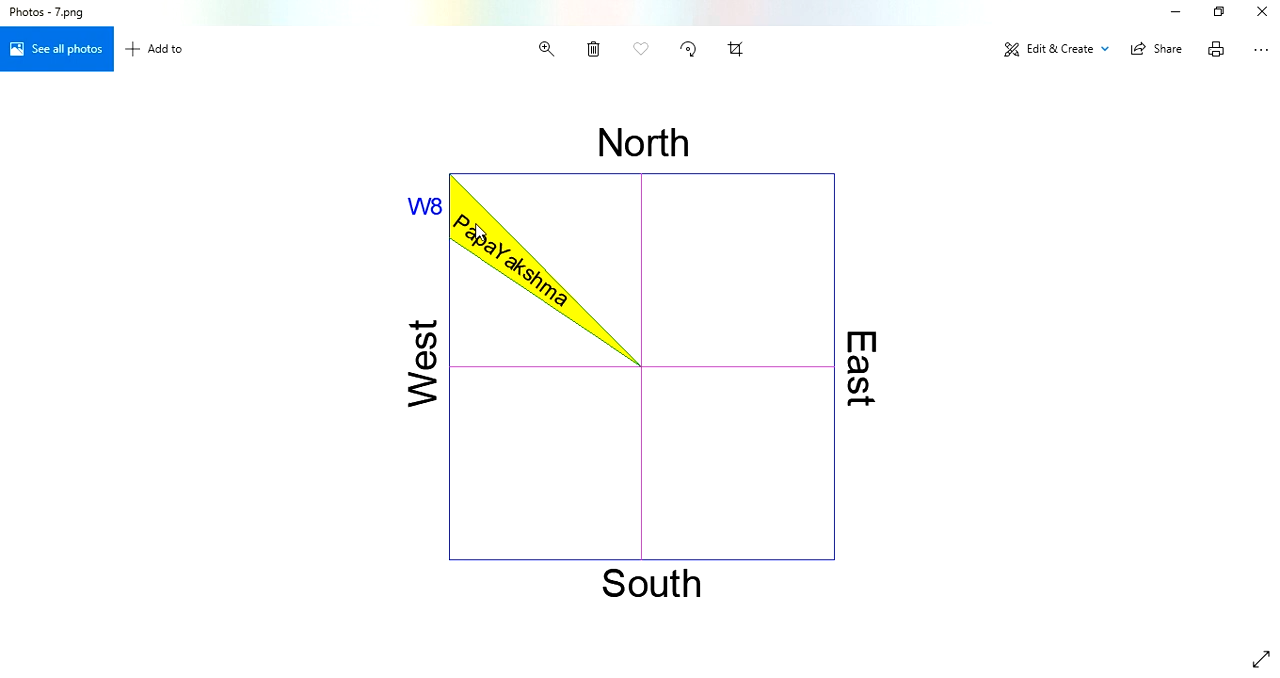 Photos - 7.png
See all photos
Add to
Edit & Create
Share
North
W8
PapaYakshma
West
East
South